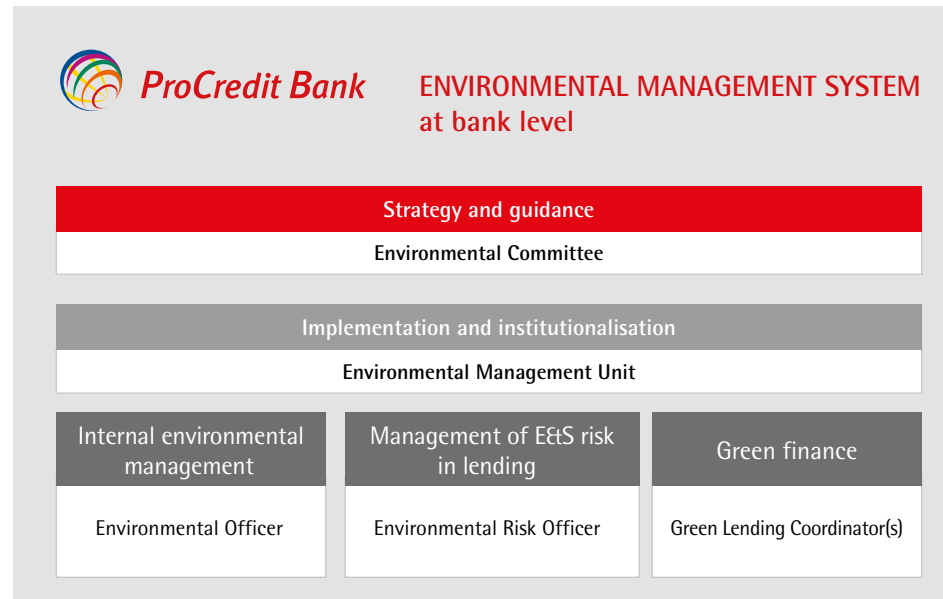 ProCredit Bank
ENVIRONMENTAL MANAGEMENT SYSTEM
at bank level
Strategy and guidance
Environmental Committee
Implementation and institutionalisation
Environmental Management Unit
Internal environmental
management
Environmental Officer
Management of E&S risk
in lending
Environmental Risk Officer
Green finance
Green Lending Coordinator(s)